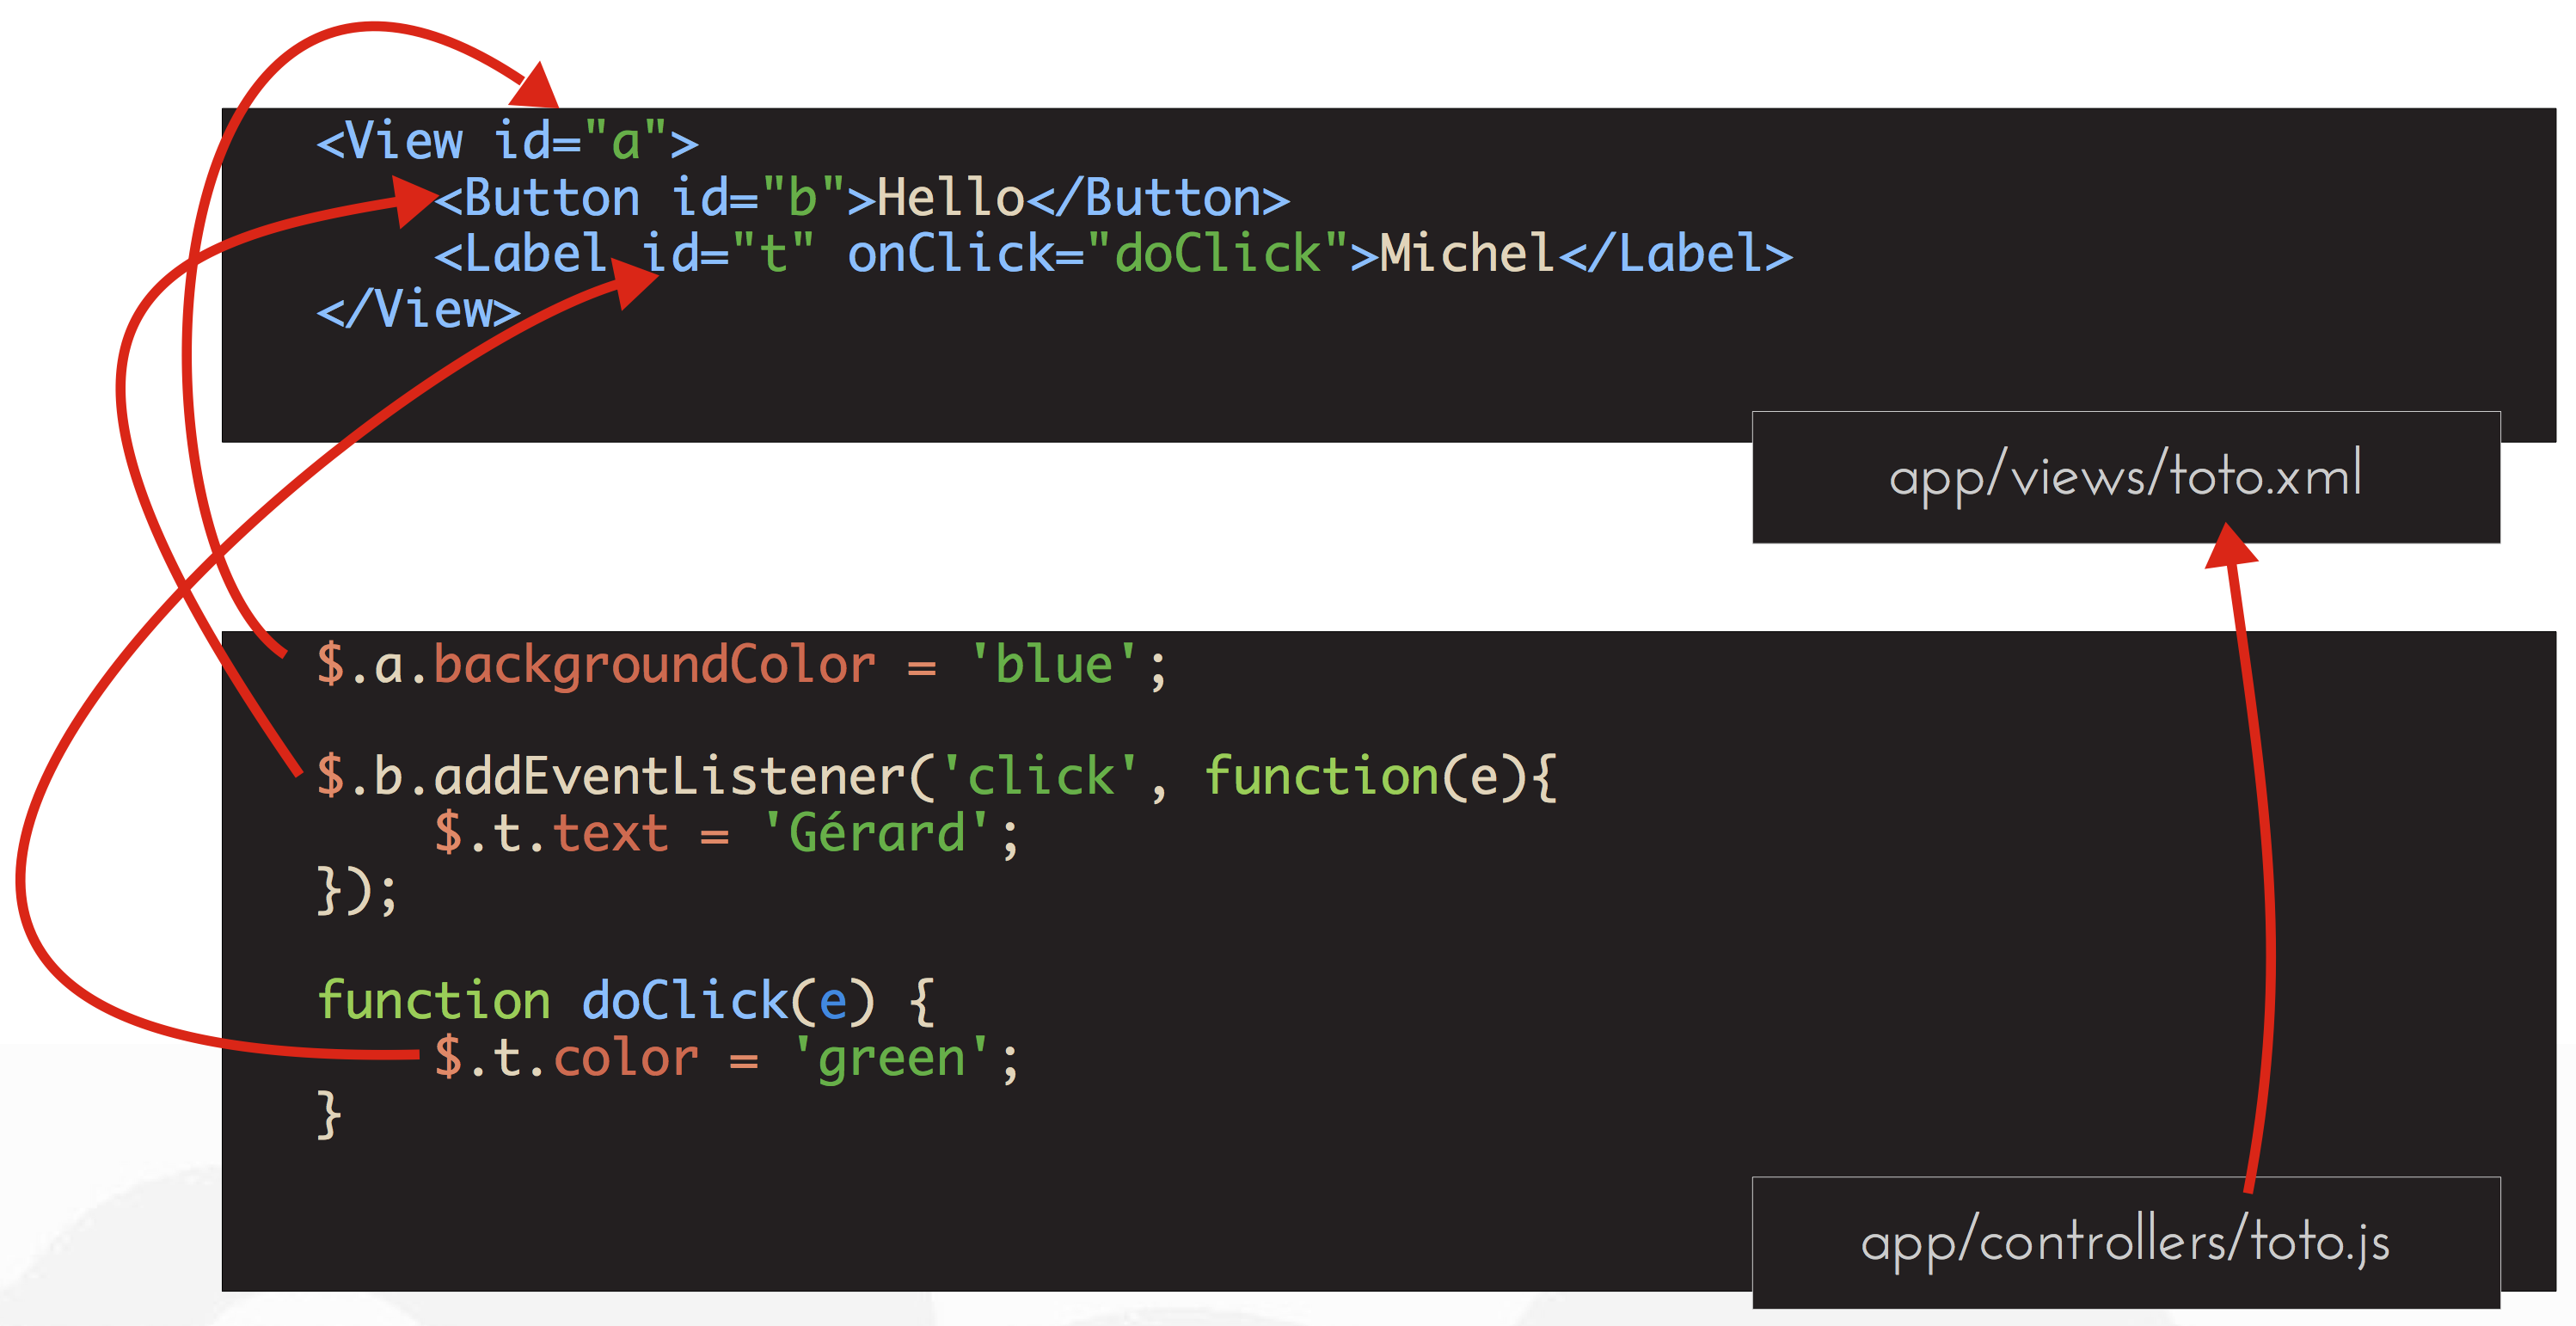 <View id="a">
<Button id="b">Hello</Button>
<Label id="t" onClick="doClick">Michel</Label>
</View>
app/views/toto.xml
$.a.backgroundColor = 'blue';
$.b.addEventListener('click', function(e){
$.t.text = 'Gérard';
});
function doClick(e) {
$.t.color = 'green';
}
app/controllers/toto.js